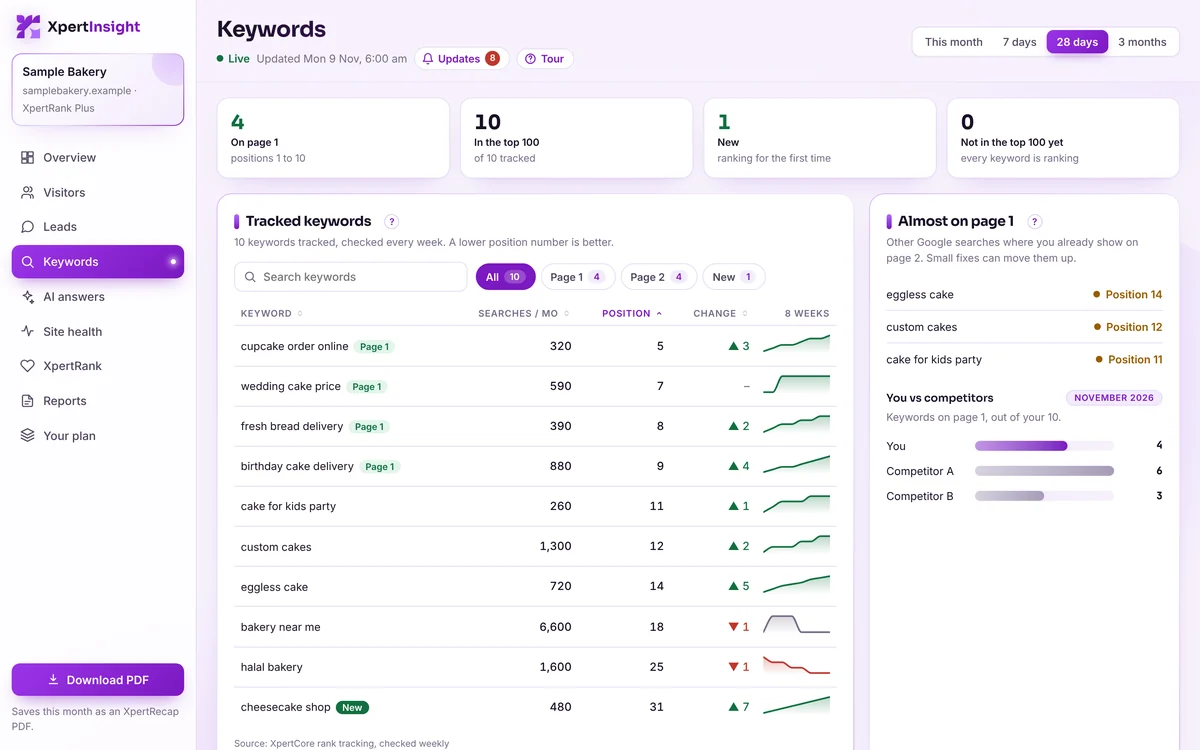 XpertInsight
Sample Bakery
samplebakery.example ·
XpertRank Plus
Overview
Visitors
Leads
Keywords
AI answers
Site health
XpertRank
Reports
Your plan
Download PDF
Saves this month as an XpertRecap
PDF.
Keywords
Live Updated Mon 9 Nov, 6:00 am Updates 8 Tour
This month 7 days 28 days 3 months
4
On page 1
positions 1 to 10
10
In the top 100
of 10 tracked
1
New
ranking for the first time
0
Not in the top 100 yet
every keyword is ranking
Tracked keywords ?
10 keywords tracked, checked every week. A lower position number is better.
Search keywords All 10 Page 1 4 Page 2 4 New 1
KEYWORD SEARCHES / MO POSITION CHANGE 8 WEEKS
cupcake order online Page 1 320 5 ▲ 3
wedding cake price Page 1 590 7 –
fresh bread delivery Page 1 390 8 ▲ 2
birthday cake delivery Page 1 880 9 ▲ 4
cake for kids party 260 11 ▲ 1
custom cakes 1,300 12 ▲ 2
eggless cake 720 14 ▲ 5
bakery near me 6,600 18 ▼ 1
halal bakery 1,600 25 ▼ 1
cheesecake shop New 480 31 ▲ 7
Source: XpertCore rank tracking, checked weekly
Almost on page 1 ?
Other Google searches where you already show on
page 2. Small fixes can move them up.
eggless cake Position 14
custom cakes Position 12
cake for kids party Position 11
You vs competitors NOVEMBER 2026
Keywords on page 1, out of your 10.
You 4
Competitor A 6
Competitor B 3